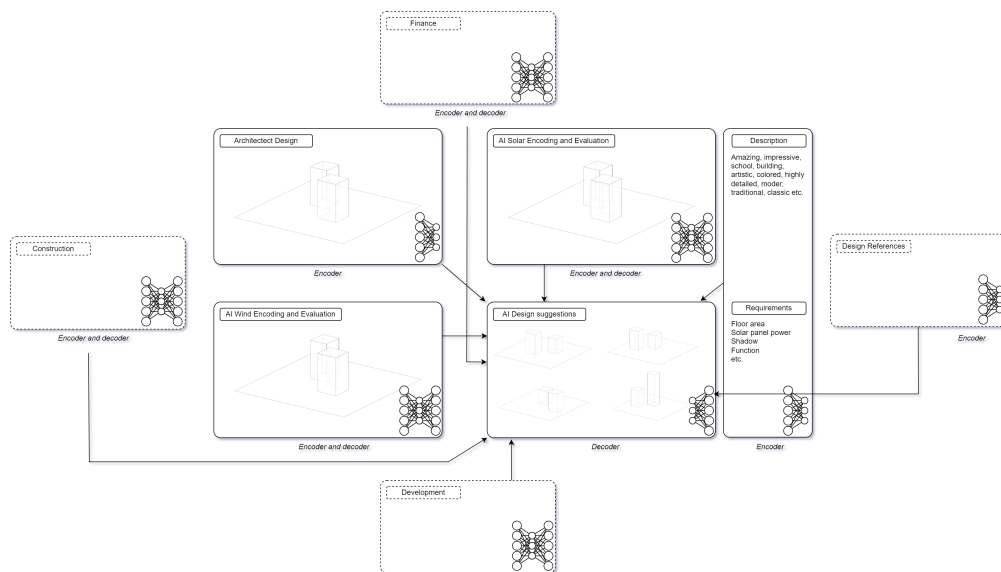 Finance
Encoder and decoder
Architectect Design
Encoder
AI Solar Encoding and Evaluation
Encoder and decoder
Description
Amazing, impressive,
school, building,
artistic, colored, highly
detailed, moder,
traditional, classic etc.
Requirements
Floor area
Solar panel power
Shadow
Function
etc.
Encoder
Construction
Encoder and decoder
AI Wind Encoding and Evaluation
Encoder and decoder
AI Design suggestions
Decoder
Design References
Encoder
Development